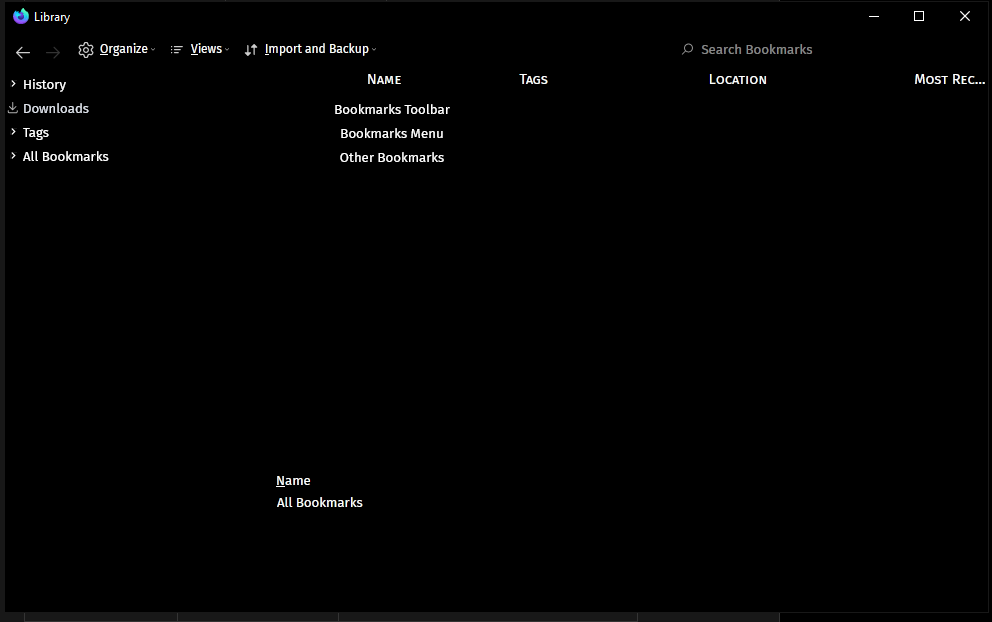 Library
Organize Views Import and Backup Search Bookmarks
Name Tags Location Most Rec...
History
Downloads
Tags
All Bookmarks
Bookmarks Toolbar
Bookmarks Menu
Other Bookmarks
Name
All Bookmarks